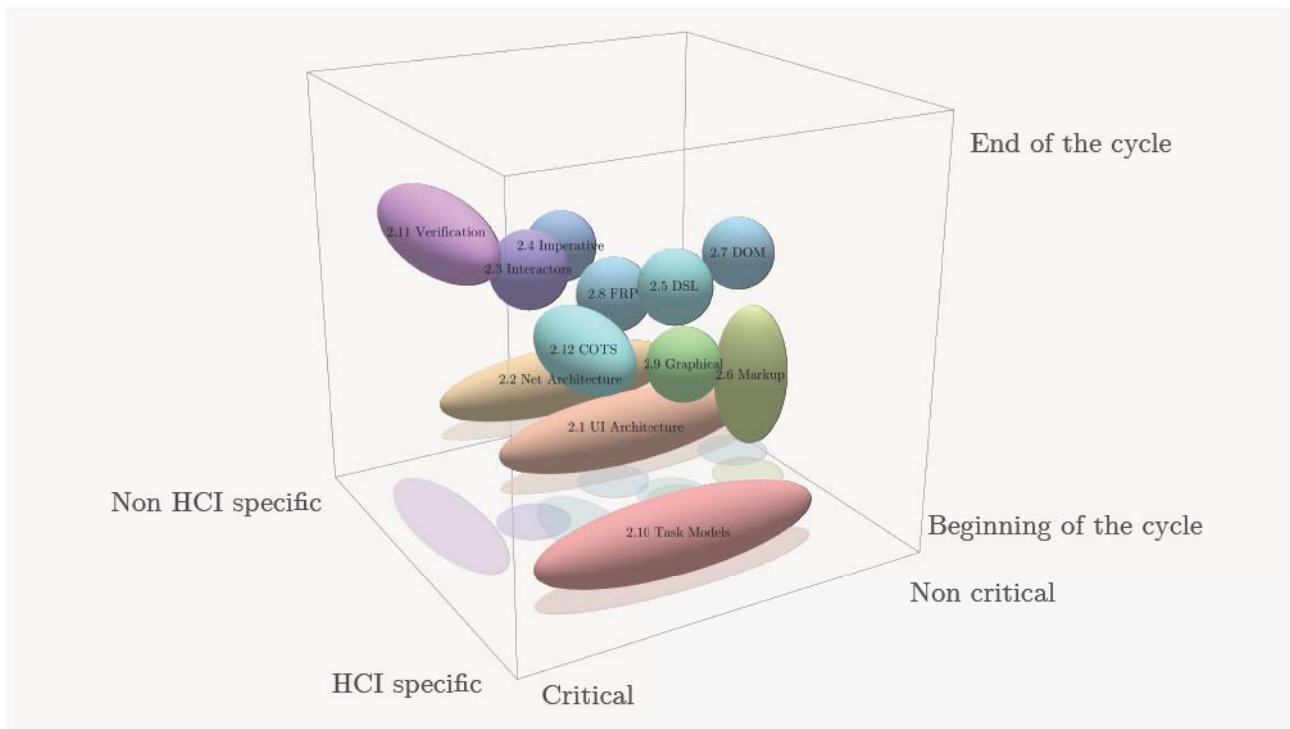 End of the cycle
2.11 Verification
2.4 Imperative
2.7 DOM
2.3 Interactors
2.8 FRP
2.5 DSL
2.12 COTS
2.9 Graphical
2.6 Markup
2.2 Net Architecture
2.1 UI Architecture
Non HCI specific
Beginning of the cycle
2.10 Task Models
Non critical
HCI specific
Critical